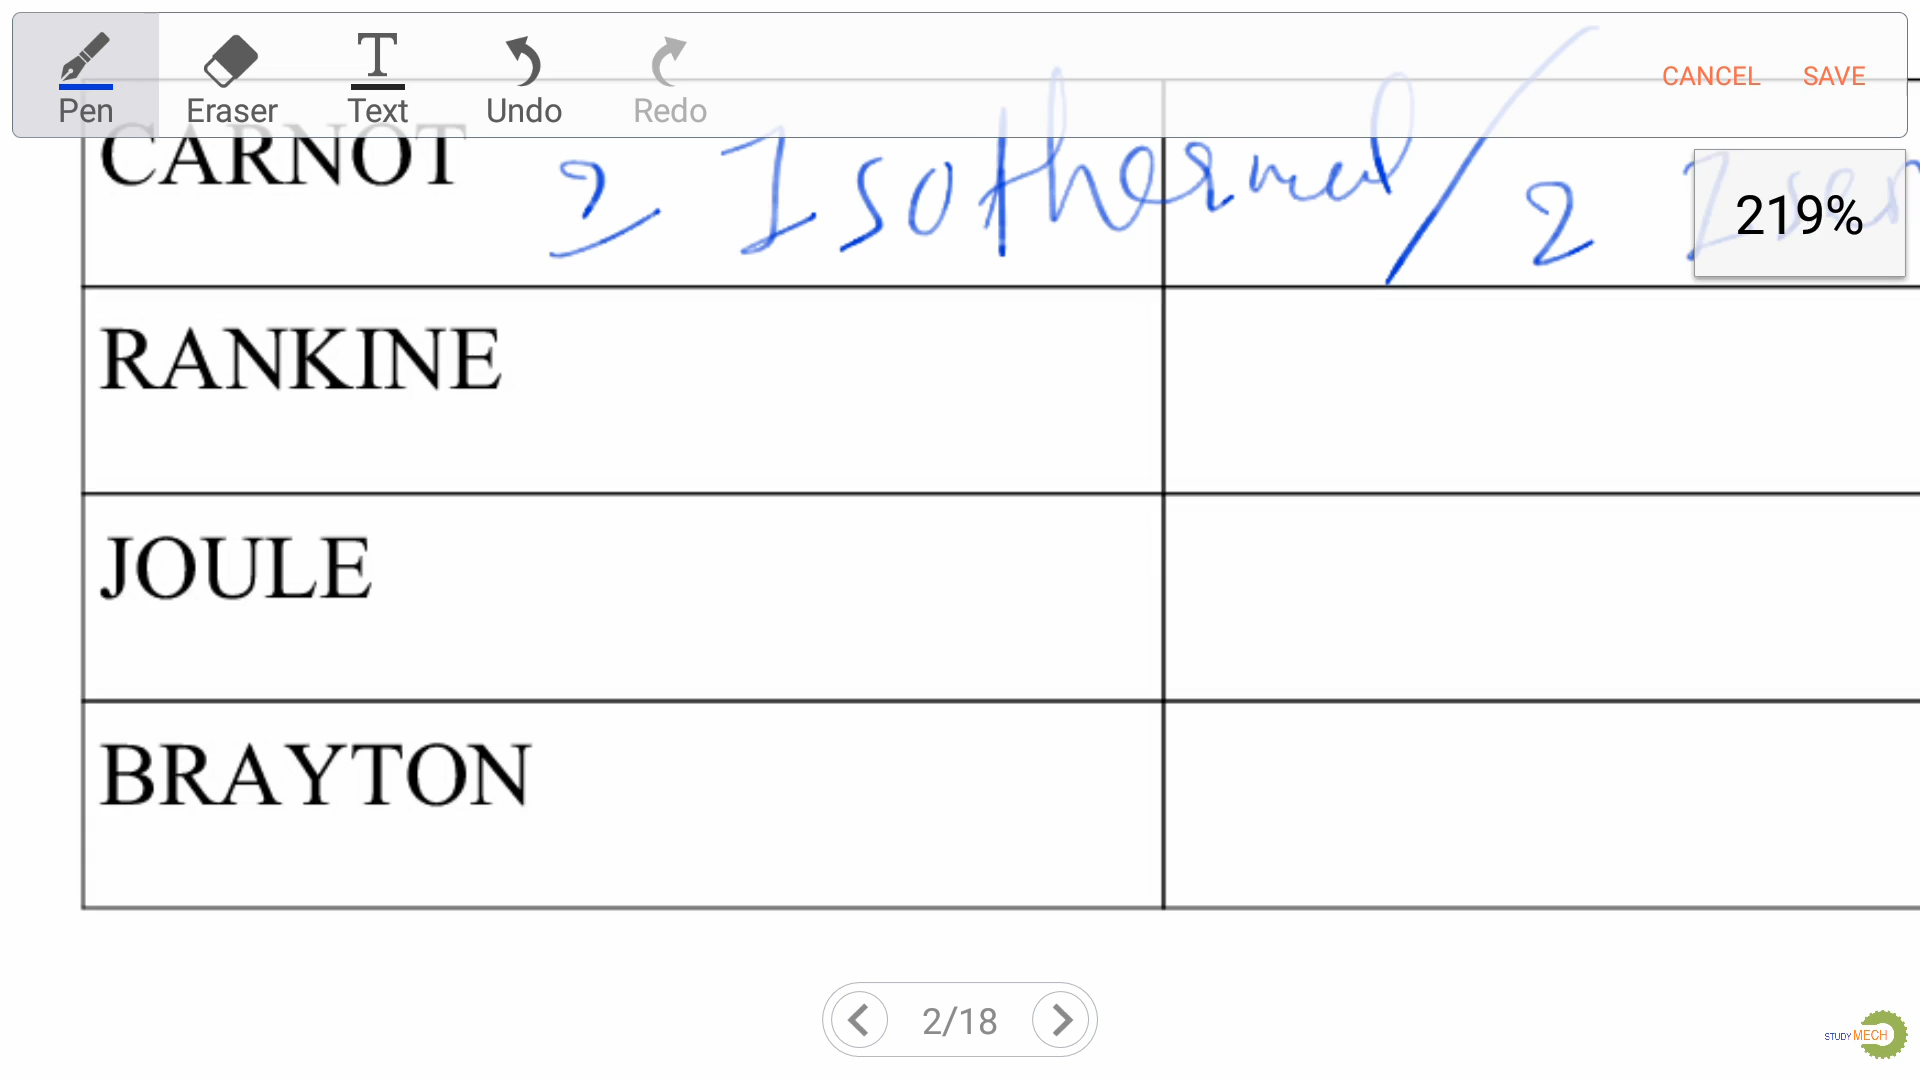 Pen Eraser Text Undo Redo CANCEL SAVE
CARNOT 2 Isothermal / 2 Isen
219%
RANKINE
JOULE
BRAYTON
2/18
STUDY MECH